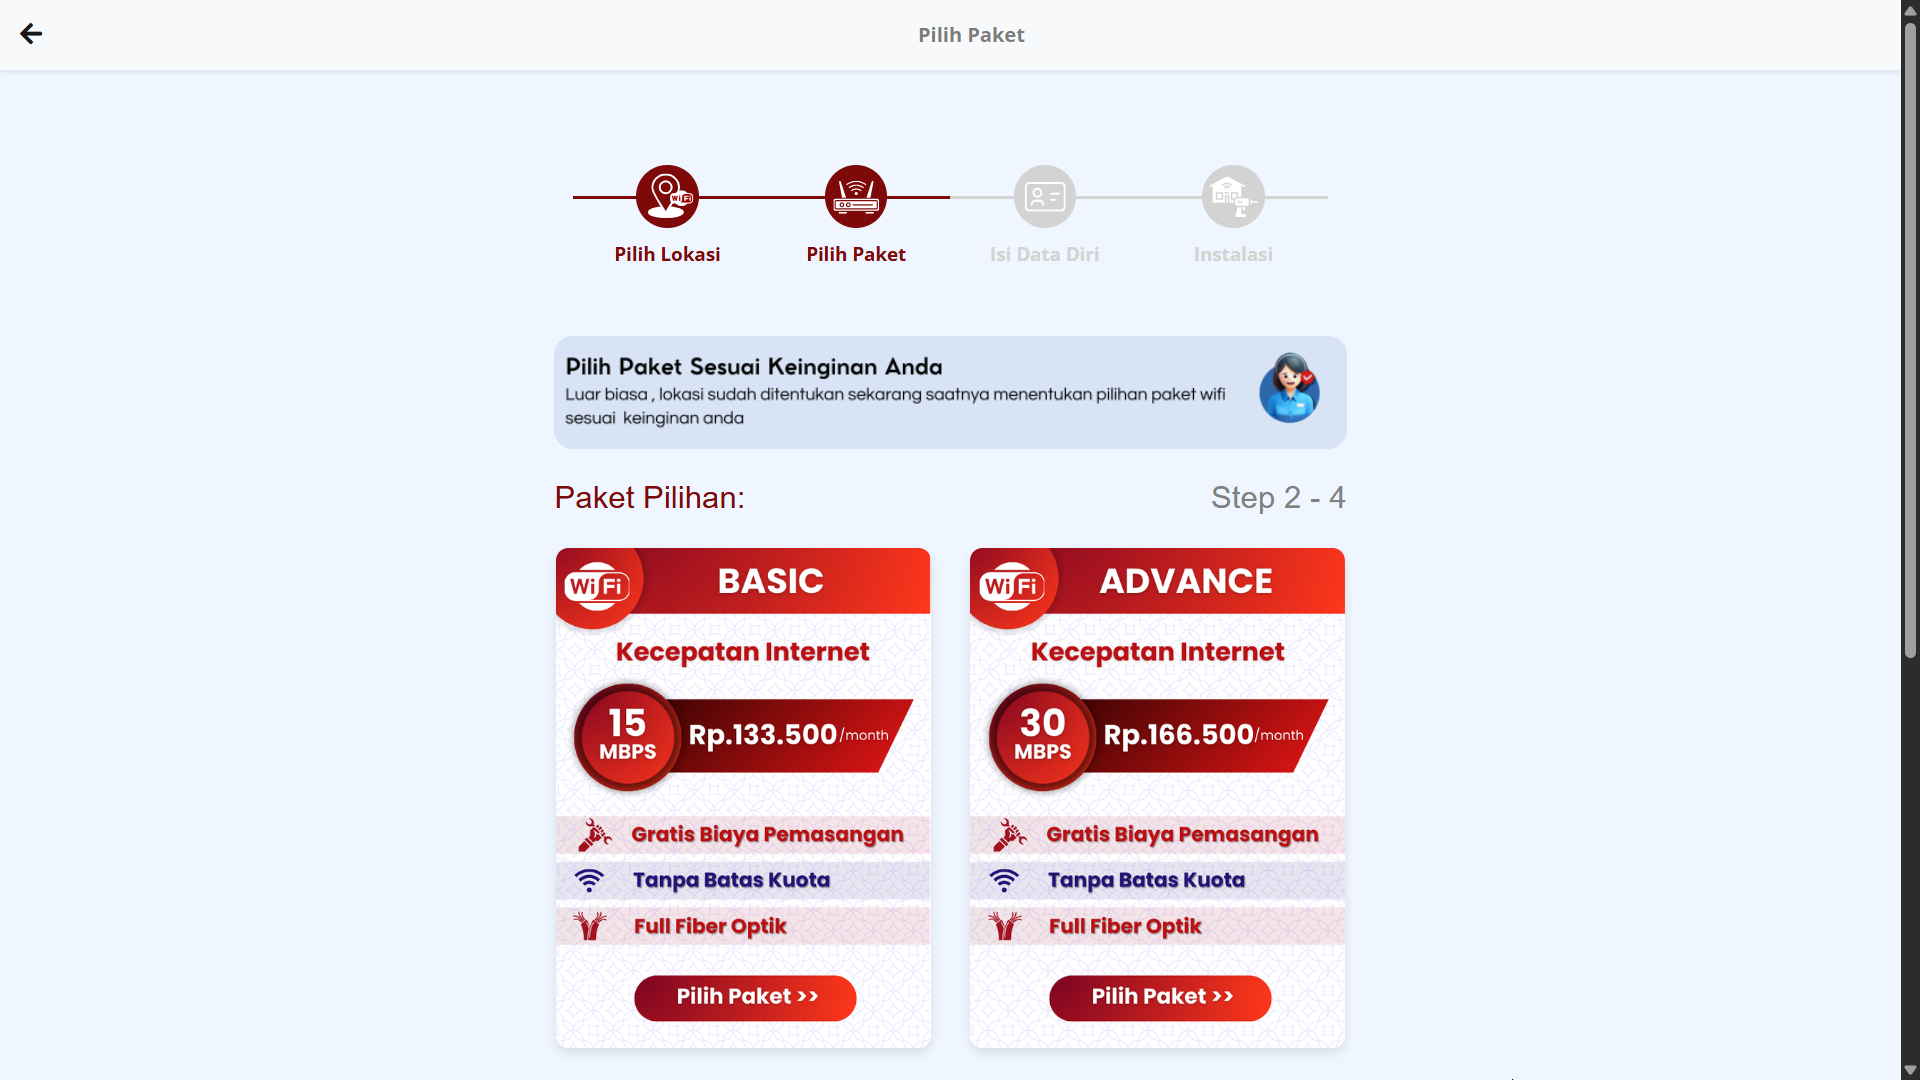 Pilih Paket
WiFi
Pilih Lokasi
Pilih Paket
Isi Data Diri
Instalasi
Pilih Paket Sesuai Keinginan Anda
Luar biasa , lokasi sudah ditentukan sekarang saatnya menentukan pilihan paket wifi
sesuai keinginan anda
Paket Pilihan:
Step 2 - 4
WiFi
BASIC
Kecepatan Internet
15
MBPS
Rp.133.500/month
Gratis Biaya Pemasangan
Tanpa Batas Kuota
Full Fiber Optik
Pilih Paket >>
WiFi
ADVANCE
Kecepatan Internet
30
MBPS
Rp.166.500/month
Gratis Biaya Pemasangan
Tanpa Batas Kuota
Full Fiber Optik
Pilih Paket >>